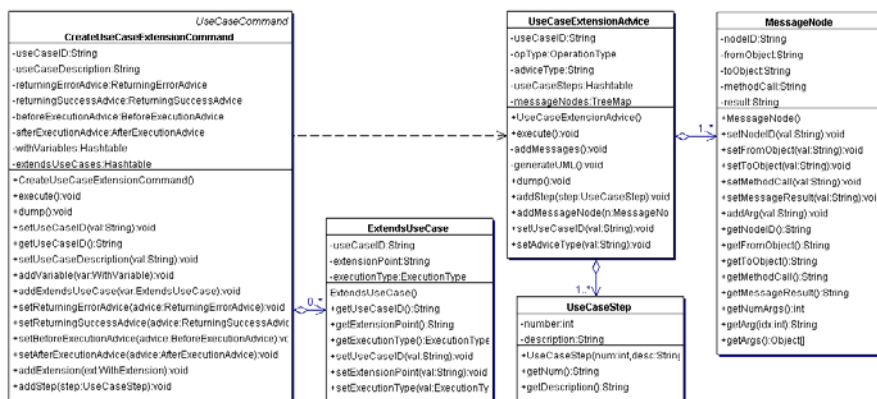 UseCaseCommand
CreateUseCaseExtensionCommand
-useCaseID:String
-useCaseDescription:String
-returningErrorAdvice:ReturningErrorAdvice
-returningSuccessAdvice:ReturningSuccessAdvice
-beforeExecutionAdvice:BeforeExecutionAdvice
-afterExecutionAdvice:AfterExecutionAdvice
-withVariables:Hashtable
-extendsUseCases:Hashtable
+CreateUseCaseExtensionCommand()
+execute():void
+dump():void
+setUseCaseID(val:String):void
+getUseCaseID():String
+setUseCaseDescription(val:String):void
+addVariable(var:WithVariable):void
+addExtendsUseCase(var:ExtendsUseCase):void
+setReturningErrorAdvice(advice:ReturningErrorAdvice):void
+setReturningSuccessAdvice(advice:ReturningSuccessAdvic
+setBeforeExecutionAdvice(advice:BeforeExecutionAdvice):vo
+setAfterExecutionAdvice(advice:AfterExecutionAdvice):vo
+addExtension(ext:WithExtension):void
+addStep(step:UseCaseStep):void
0..*
ExtendsUseCase
-useCaseID:String
-extensionPoint:String
-executionType:ExecutionType
ExtendsUseCase()
+getUseCaseID():String
+getExtensionPoint():String
+getExecutionType():ExecutionType
+setUseCaseID(val:String):void
+setExtensionPoint(val:String):void
+setExecutionType(val:ExecutionTy
UseCaseExtensionAdvice
-useCaseID:String
-opType:OperationType
-adviceType:String
-useCaseSteps:Hashtable
-messageNodes:TreeMap
+UseCaseExtensionAdvice()
+execute():void
-addMessages():void
-generateUML():void
+dump():void
+addStep(step:UseCaseStep):void
+addMessageNode(n:MessageNo
+setUseCaseID(val:String):void
+setAdviceType(val:String):void
1..*
1..*
UseCaseStep
-number:int
-description:String
+UseCaseStep(num:int,desc:String
+getNum():String
+getDescription():String
MessageNode
-nodeID:String
-fromObject:String
-toObject:String
-methodCall:String
-result:String
+MessageNode()
+setNodeID(val:String):void
+setFromObject(val:String):void
+setToObject(val:String):void
+setMethodCall(val:String):void
+setMessageResult(val:String):void
+addArg(val:String):void
+getNodeID():String
+getFromObject():String
+getToObject():String
+getMethodCall():String
+getMessageResult():String
+getNumArgs():int
+getArg(idx:int):String
+getArgs():Object[]